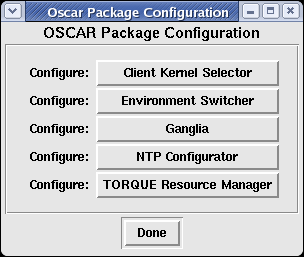 Oscar Package Configuration
OSCAR Package Configuration
Configure: Client Kernel Selector
Configure: Environment Switcher
Configure: Ganglia
Configure: NTP Configurator
Configure: TORQUE Resource Manager
Done